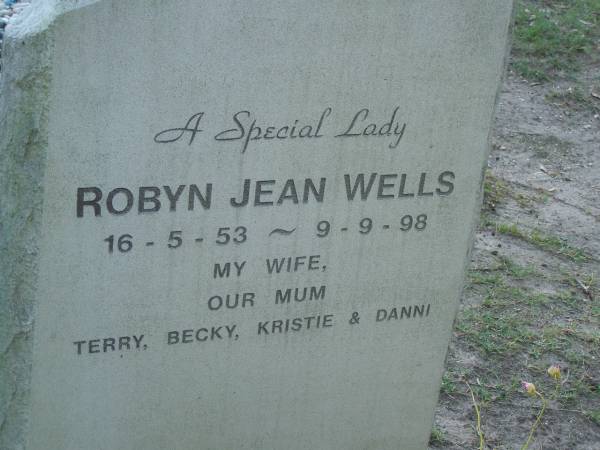 A Special Lady
ROBYN JEAN WELLS
16 - 5 - 53 ~ 9 - 9 - 98
MY WIFE,
OUR MUM
TERRY, BECKY, KRISTIE & DANNI